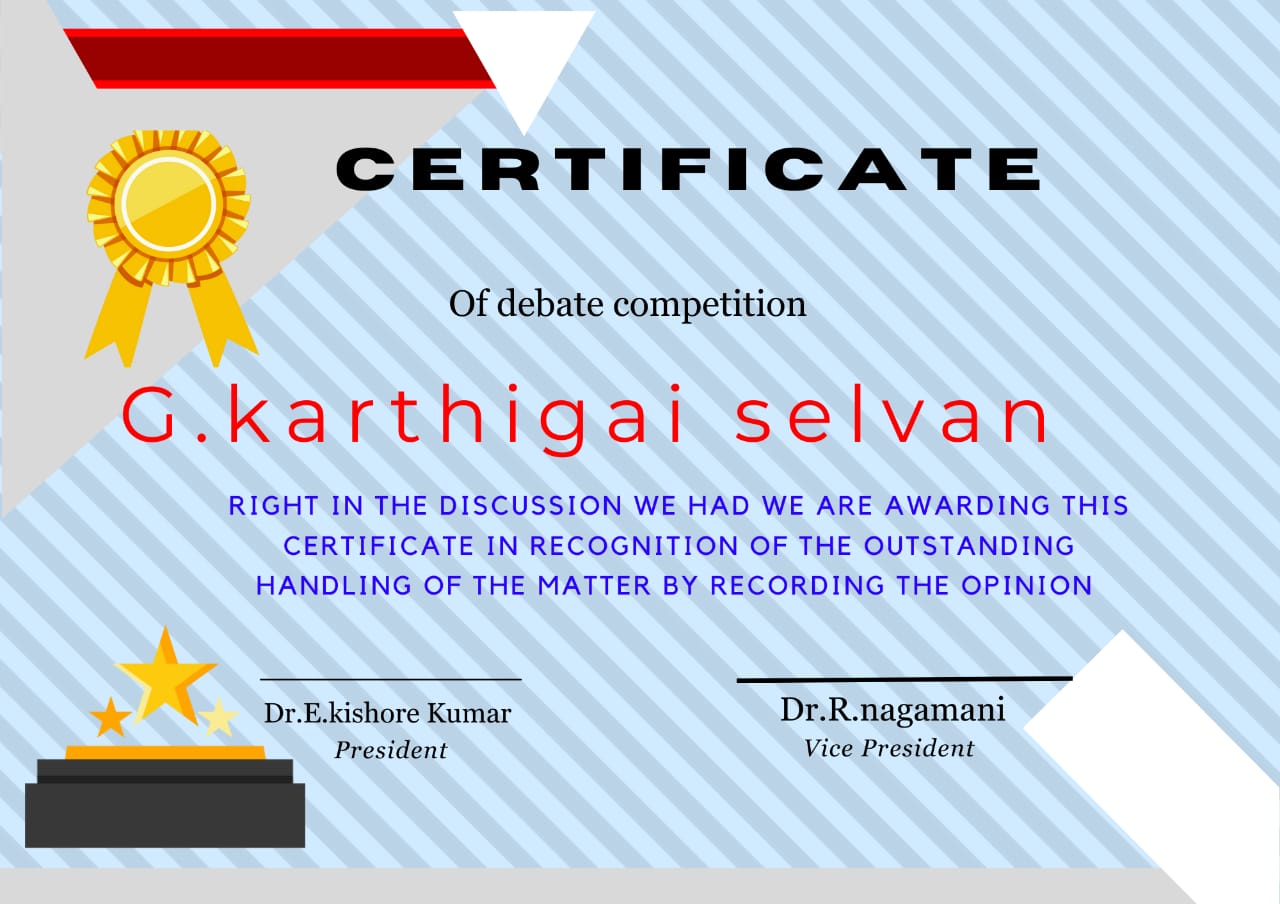 CERTIFICATE
Of debate competition
G.karthigai selvan
RIGHT IN THE DISCUSSION WE HAD WE ARE AWARDING THIS
CERTIFICATE IN RECOGNITION OF THE OUTSTANDING
HANDLING OF THE MATTER BY RECORDING THE OPINION
Dr.E.kishore Kumar
President
Dr.R.nagamani
Vice President